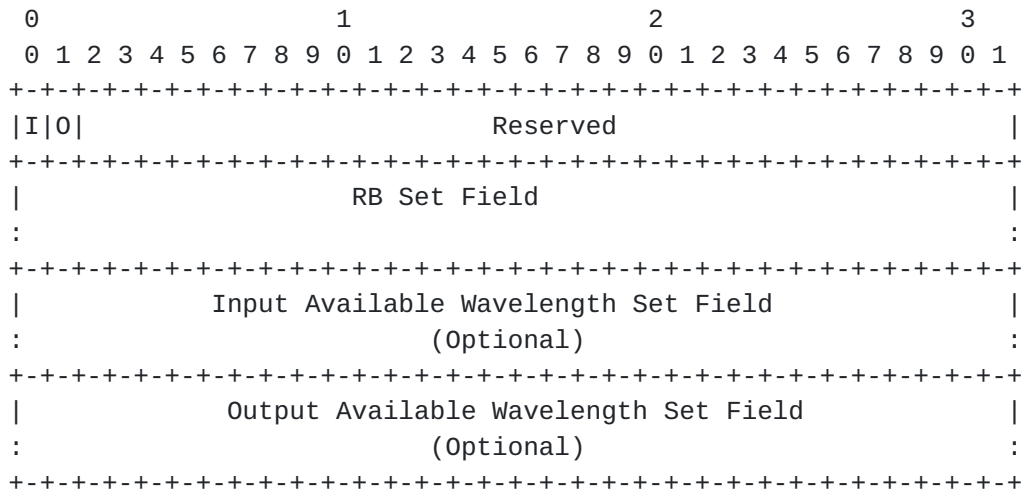 0                   1                   2                   3
 0 1 2 3 4 5 6 7 8 9 0 1 2 3 4 5 6 7 8 9 0 1 2 3 4 5 6 7 8 9 0 1
+-+-+-+-+-+-+-+-+-+-+-+-+-+-+-+-+-+-+-+-+-+-+-+-+-+-+-+-+-+-+-+-+
|I|O|                          Reserved                         |
+-+-+-+-+-+-+-+-+-+-+-+-+-+-+-+-+-+-+-+-+-+-+-+-+-+-+-+-+-+-+-+-+
|                     RB Set Field                              |
:                                                               :
+-+-+-+-+-+-+-+-+-+-+-+-+-+-+-+-+-+-+-+-+-+-+-+-+-+-+-+-+-+-+-+-+
|            Input Available Wavelength Set Field               |
:                          (Optional)                           :
+-+-+-+-+-+-+-+-+-+-+-+-+-+-+-+-+-+-+-+-+-+-+-+-+-+-+-+-+-+-+-+-+
|             Output Available Wavelength Set Field             |
:                          (Optional)                           :
+-+-+-+-+-+-+-+-+-+-+-+-+-+-+-+-+-+-+-+-+-+-+-+-+-+-+-+-+-+-+-+-+